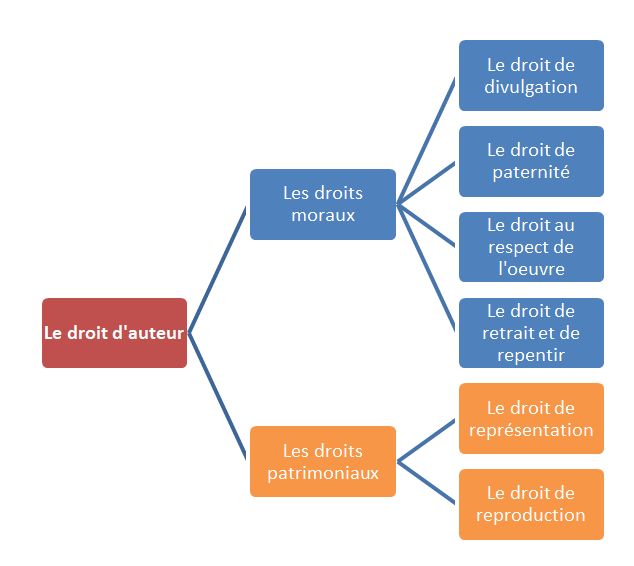 Le droit d'auteur
Les droits
moraux
Le droit de
divulgation
Le droit de
paternité
Le droit au
respect de
l'oeuvre
Le droit de
retrait et de
repentir
Les droits
patrimoniaux
Le droit de
représentation
Le droit de
reproduction